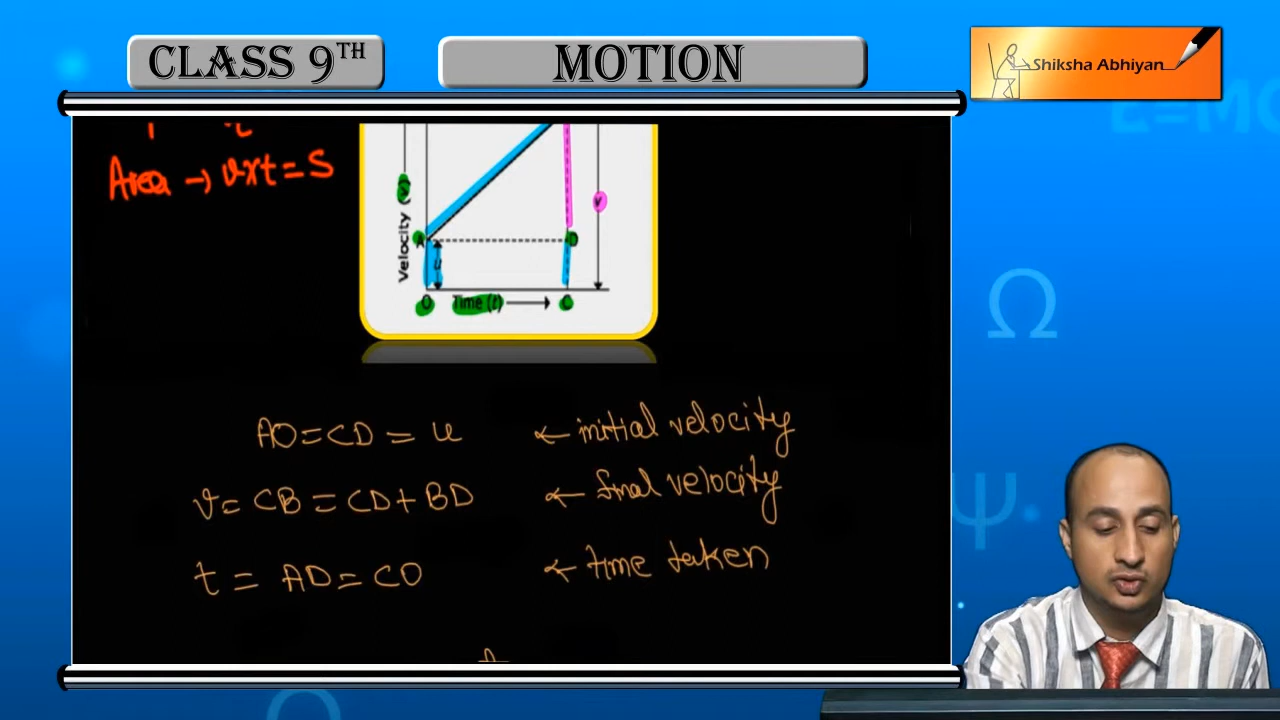 CLASS 9TH
MOTION
Shiksha Abhiyan
E=MC
Area → v×t = S
Velocity (v)
v
A
D
u
O
Time (t)
C
Ω
AO = CD = u ← initial velocity
v = CB = CD + BD ← final velocity
ψ
t = AD = CO ← time taken